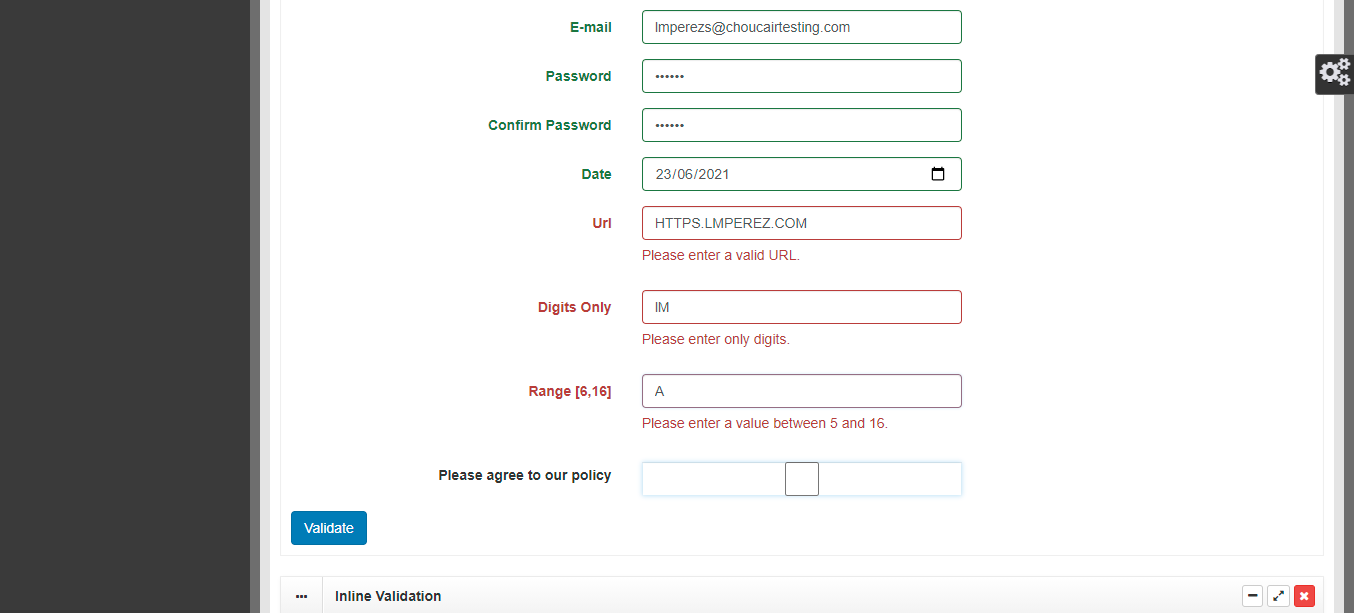 E-mail lmperezs@choucairtesting.com
Password ••••••
Confirm Password ••••••
Date 23/06/2021
Url HTTPS.LMPEREZ.COM
Please enter a valid URL.
Digits Only lM
Please enter only digits.
Range [6,16] A
Please enter a value between 5 and 16.
Please agree to our policy
Validate
Inline Validation